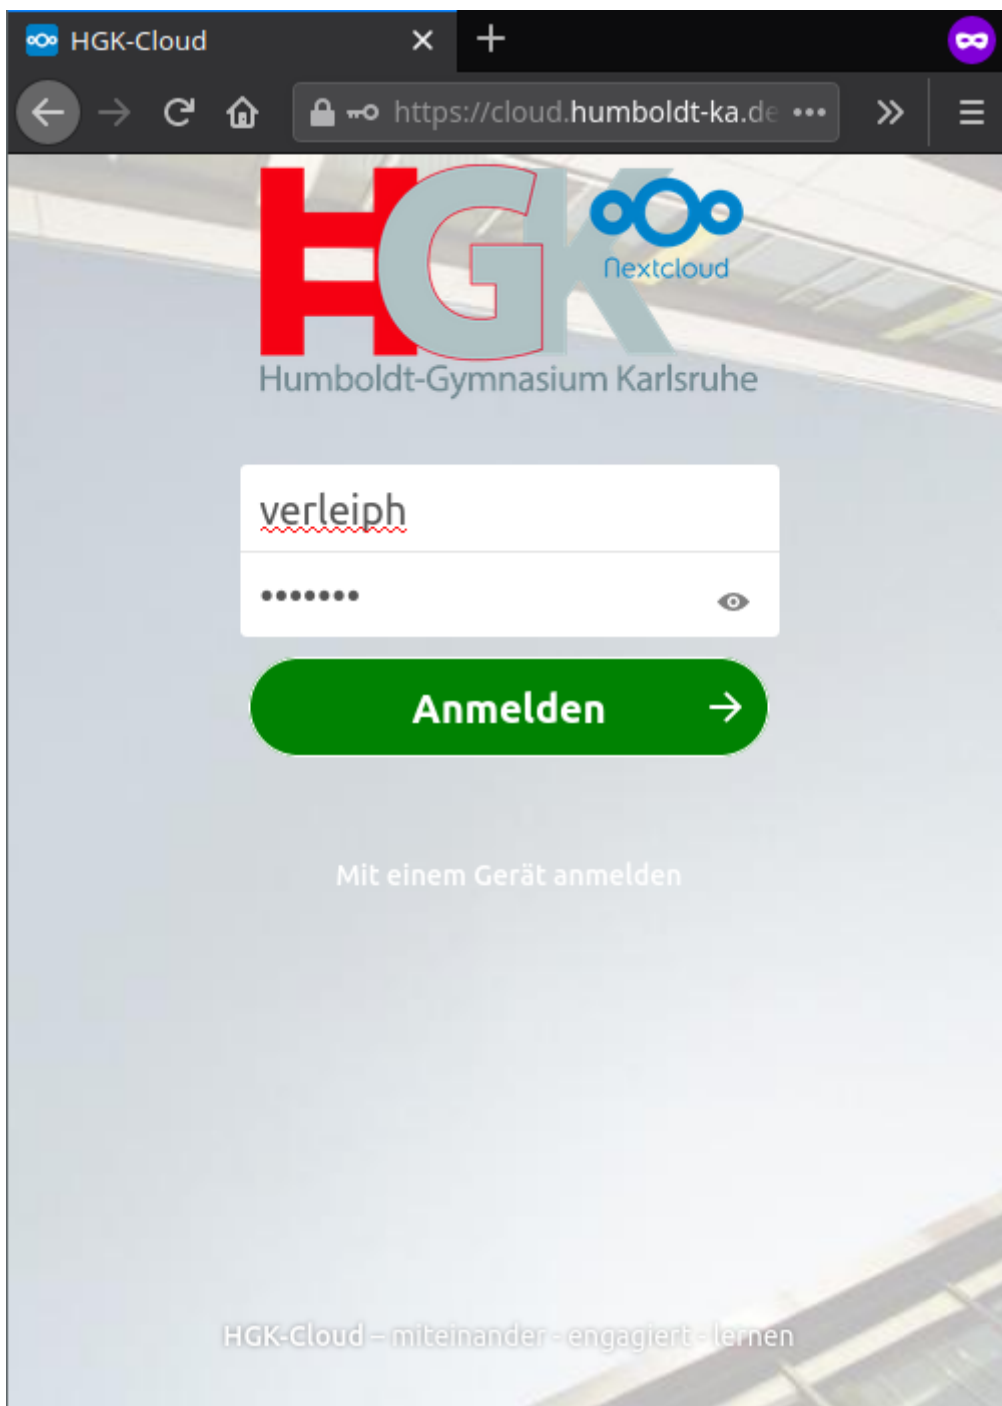 HGK-Cloud
https://cloud.humboldt-ka.de
HGK
Nextcloud
Humboldt-Gymnasium Karlsruhe
verleiph
•••••••
Anmelden
Mit einem Gerät anmelden
HGK-Cloud – miteinander - engagiert - lernen